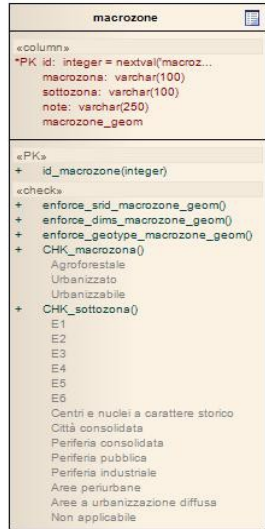 macrozone
«column»
*PK id: integer = nextval('macroz...
macrozona: varchar(100)
sottozona: varchar(100)
note: varchar(250)
macrozone_geom
«PK»
+ id_macrozone(integer)
«check»
+ enforce_srid_macrozone_geom()
+ enforce_dims_macrozone_geom()
+ enforce_geotype_macrozone_geom()
+ CHK_macrozona()
Agroforestale
Urbanizzato
Urbanizzabile
+ CHK_sottozona()
E1
E2
E3
E4
E5
E6
Centri e nuclei a carattere storico
Città consolidata
Periferia consolidata
Periferia pubblica
Periferia industriale
Aree periurbane
Aree a urbanizzazione diffusa
Non applicabile